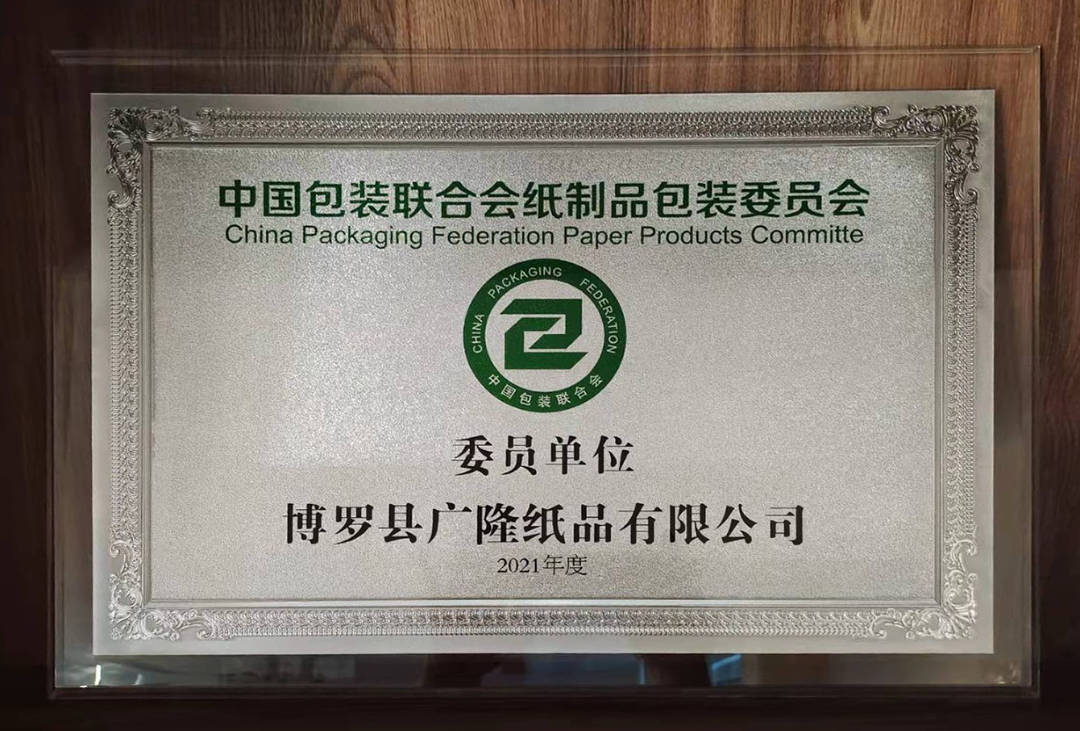 中国包装联合会纸制品包装委员会
China Packaging Federation Paper Products Committe
CHINA PACKAGING FEDERATION
中国包装联合会
委员单位
博罗县广隆纸品有限公司
2021年度